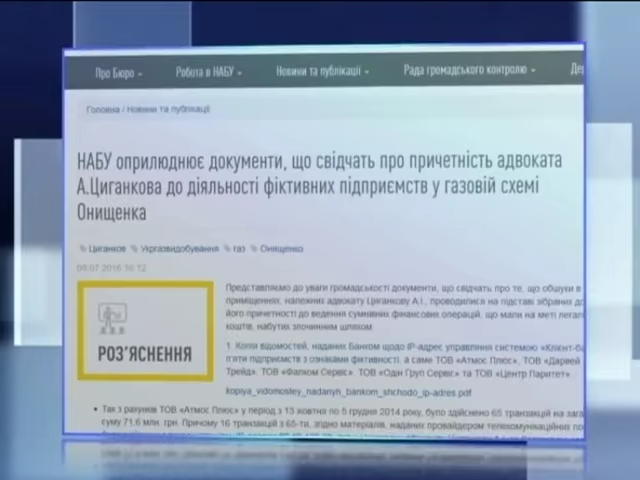 Про Бюро
Робота в НАБУ
Новини та публікації
Рада громадського контролю
Головна / Новини та публікації
НАБУ оприлюднює документи, що свідчать про причетність адвоката
А.Циганкова до діяльності фіктивних підприємств у газовій схемі
Онищенка
Циганков Укргазвидобування газ Онищенко
09.07.2016 16:12
Представляємо до уваги громадськості документи, що свідчать про те, що обшуки в
приміщеннях, належних адвокату Циганкову А.І., проводилися на підставі зібраних
його причетності до ведення сумнівних фінансових операцій, що мали на меті
коштів, набутих злочинним шляхом
РОЗ'ЯСНЕННЯ
1. Копія відомостей, наданих Банком щодо IP-адрес управління системою «Клієнт-
п'яти підприємств з ознаками фіктивності, а саме ТОВ «Атмос Плюс», ТОВ «Дарвей
Трейд», ТОВ «Фалком Сервіс», ТОВ «Один Груп Сервіс» та ТОВ «Центр Паритет».
kopiya_vidomostey_nadanyh_bankom_shchodo_ip-adres.pdf
Так з рахунків ТОВ «Атмос Плюс» у період з 13 жовтня по 5 грудня 2014 року, було здійснено 65 транзакцій на
суму 71.6 млн. грн. Причому 16 транзакцій з 65-ти, згідно матеріалів, наданих провайдером телекомунікаційних